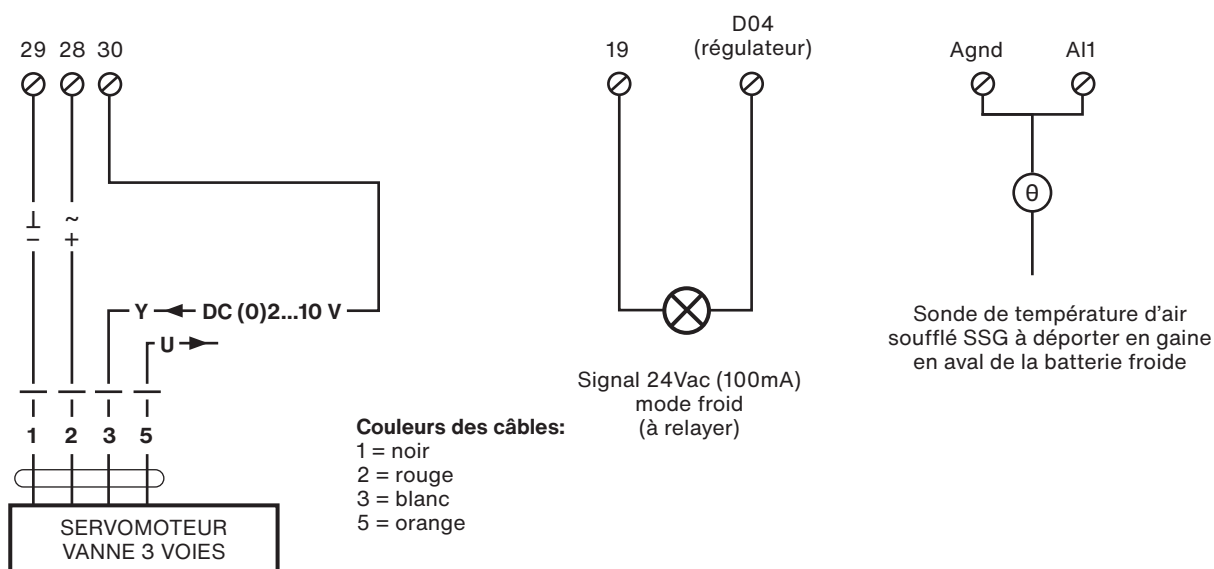 29 28 30
⊥ ~
− +
Y DC (0)2...10 V
U
1 2 3 5
SERVOMOTEUR
VANNE 3 VOIES
Couleurs des câbles:
1 = noir
2 = rouge
3 = blanc
5 = orange
19
D04
(régulateur)
Signal 24Vac (100mA)
mode froid
(à relayer)
Agnd AI1
θ
Sonde de température d'air
soufflé SSG à déporter en gaine
en aval de la batterie froide